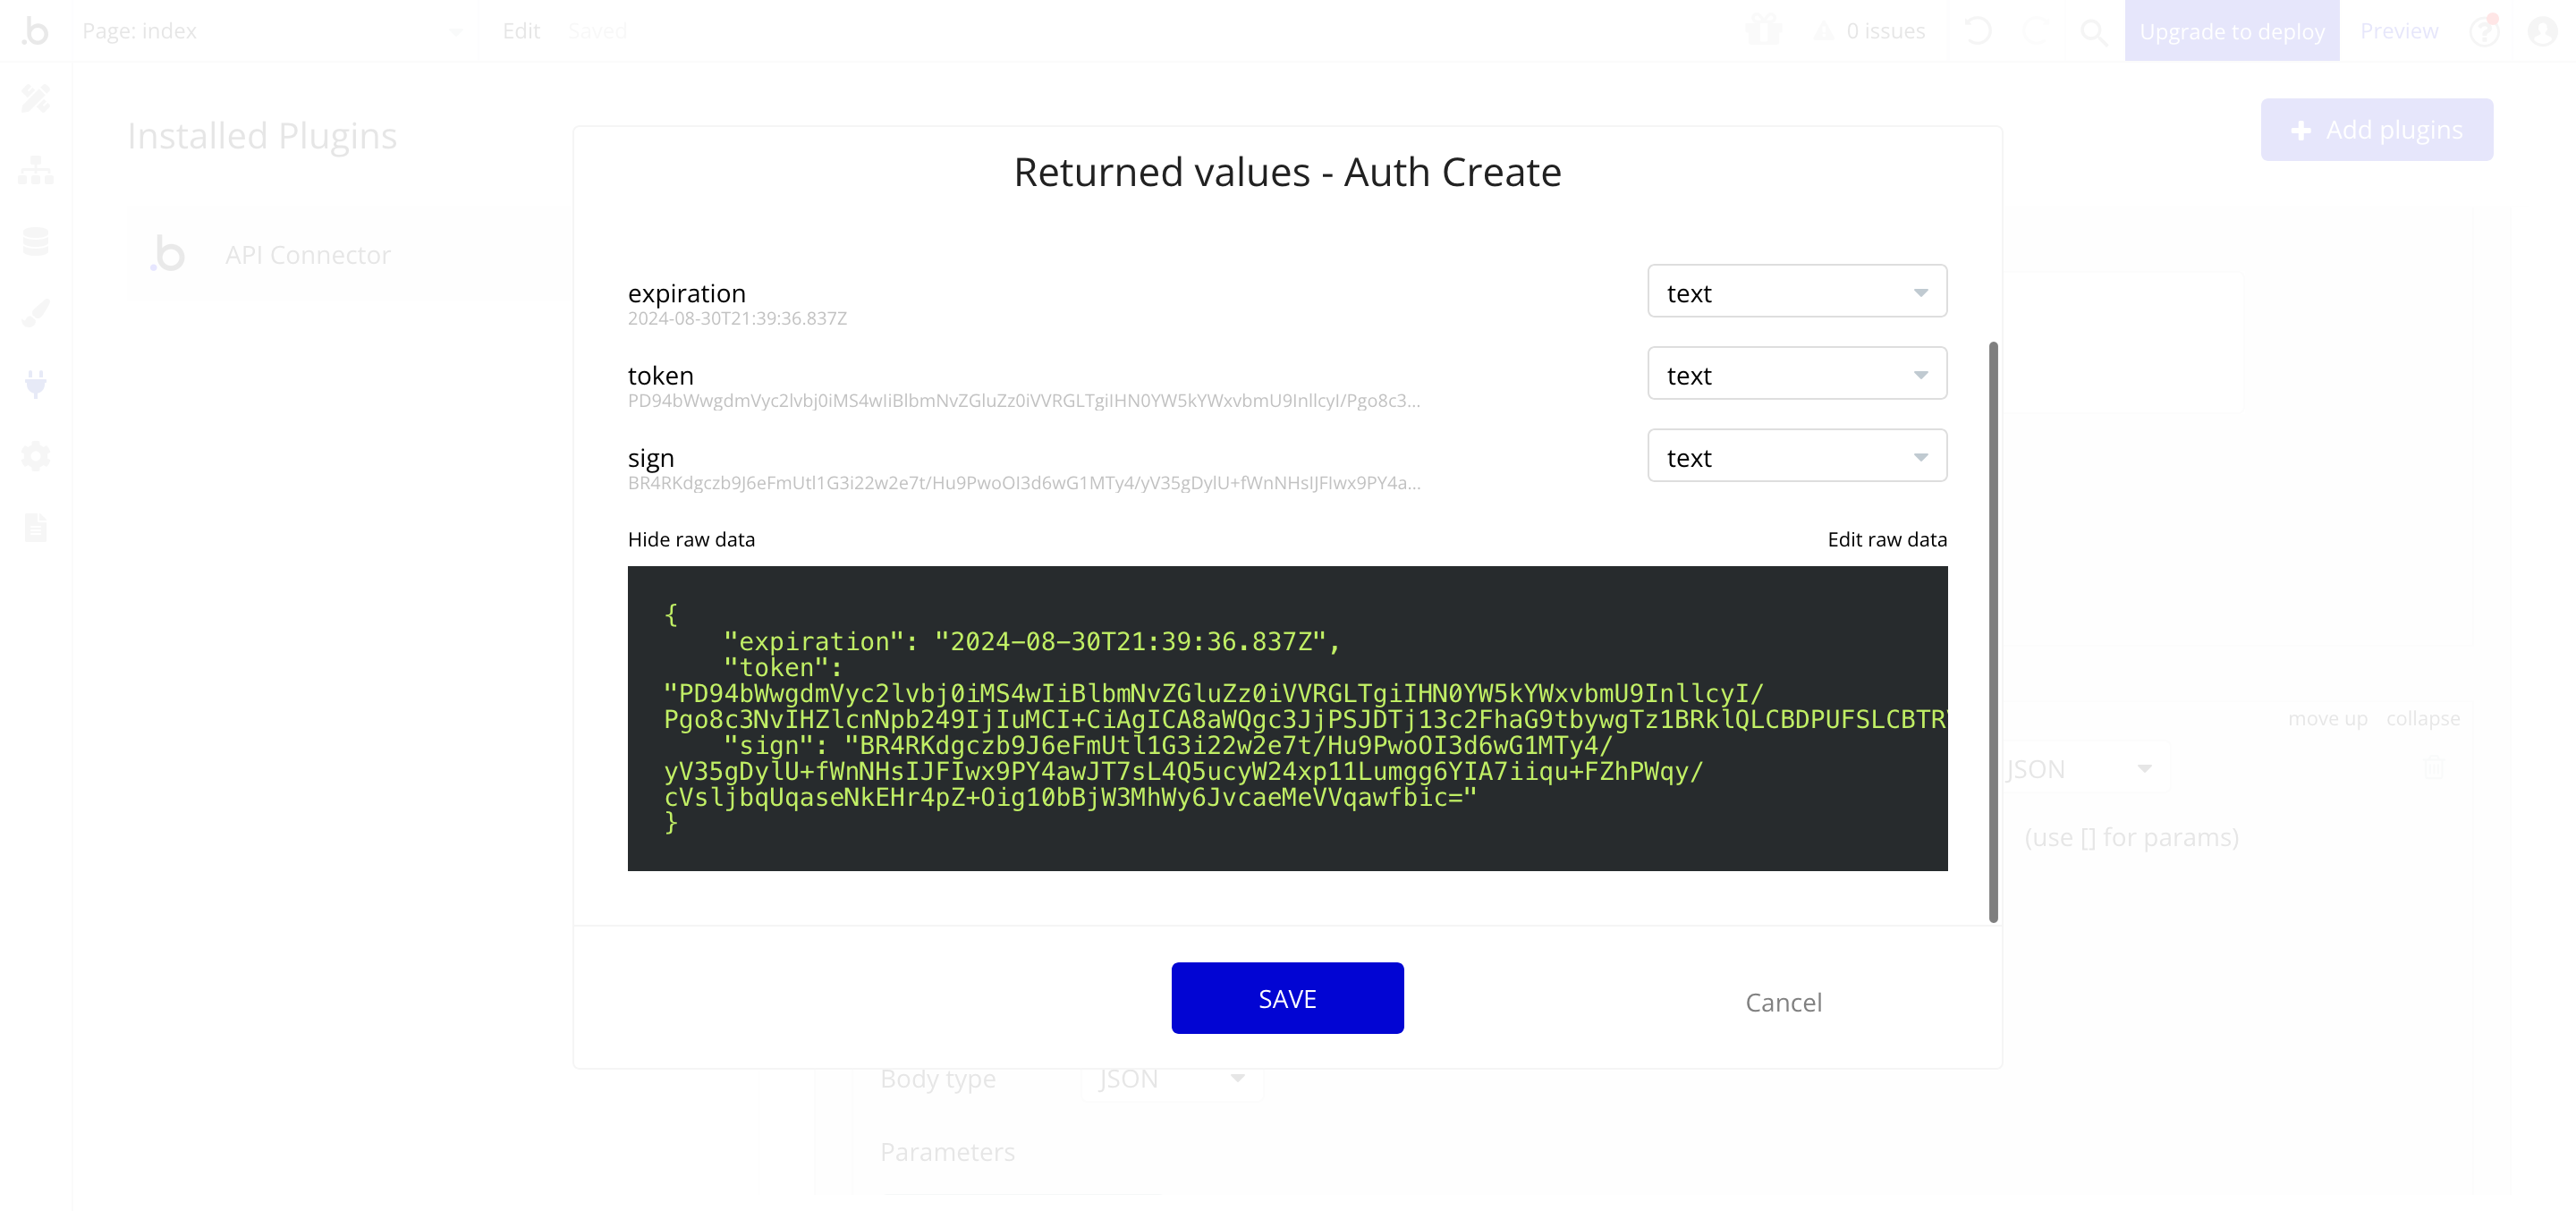 Page: index
Edit
Saved
0 issues
Upgrade to deploy
Preview
Installed Plugins
Add plugins
API Connector
Returned values - Auth Create
expiration
text
2024-08-30T21:39:36.837Z
token
text
PD94bWwgdmVyc2lvbj0iMS4wIiBlbmNvZGluZz0iVVRGLTgiIHN0YW5kYWxvbmU9InllcyI/Pgo8c3...
sign
text
BR4RKdgczb9J6eFmUtl1G3i22w2e7t/Hu9PwoOI3d6wG1MTy4/yV35gDylU+fWnNHsIJFIwx9PY4a...
Hide raw data
Edit raw data
{
"expiration": "2024-08-30T21:39:36.837Z",
"token":
"PD94bWwgdmVyc2lvbj0iMS4wIiBlbmNvZGluZz0iVVRGLTgiIHN0YW5kYWxvbmU9InllcyI/
Pgo8c3NvIHZlcnNpb249IjIuMCI+CiAgICA8aWQgc3JjPSJDTj13c2FhaG9tbywgTz1BRklQLCBDPUFSLCBTR
"sign": "BR4RKdgczb9J6eFmUtl1G3i22w2e7t/Hu9PwoOI3d6wG1MTy4/
yV35gDylU+fWnNHsIJFIwx9PY4awJT7sL4Q5ucyW24xp11Lumgg6YIA7iiqu+FZhPWqy/
cVsljbqUqaseNkEHr4pZ+Oig10bBjW3MhWy6JvcaeMeVVqawfbic="
}
move up
collapse
JSON
(use [] for params)
SAVE
Cancel
Body type
JSON
Parameters